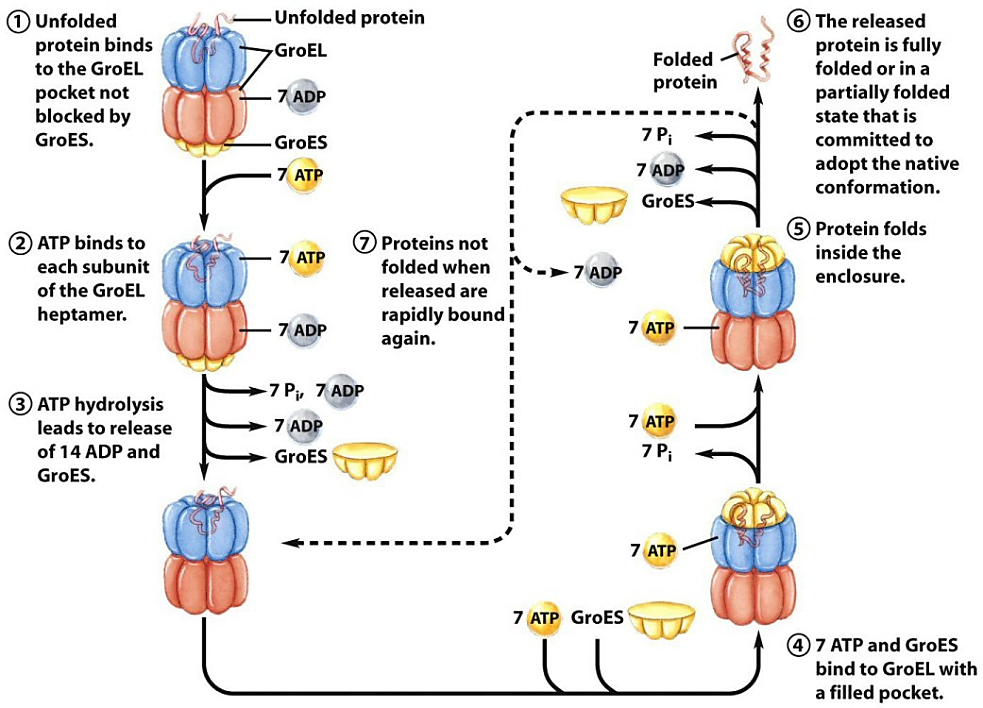 ① Unfolded
protein binds
to the GroEL
pocket not
blocked by
GroES.
Unfolded protein
GroEL
7 ADP
GroES
7 ATP
② ATP binds to
each subunit
of the GroEL
heptamer.
7 ATP
7 ADP
③ ATP hydrolysis
leads to release
of 14 ADP and
GroES.
7 Pi, 7 ADP
7 ADP
GroES
7 ATP GroES
④ 7 ATP and GroES
bind to GroEL with
a filled pocket.
7 ATP
7 Pi
7 ATP
7 ATP
⑤ Protein folds
inside the
enclosure.
GroES
7 ADP
7 Pi
7 ADP
Folded
protein
⑥ The released
protein is fully
folded or in a
partially folded
state that is
committed to
adopt the native
conformation.
⑦ Proteins not
folded when
released are
rapidly bound
again.